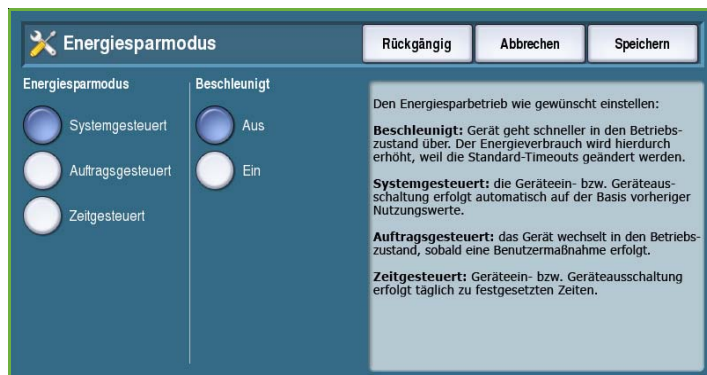 Energiesparmodus
Rückgängig
Abbrechen
Speichern
Energiesparmodus
Systemgesteuert
Auftragsgesteuert
Zeitgesteuert
Beschleunigt
Aus
Ein
Den Energiesparbetrieb wie gewünscht einstellen:
Beschleunigt: Gerät geht schneller in den Betriebs-
zustand über. Der Energieverbrauch wird hierdurch
erhöht, weil die Standard-Timeouts geändert werden.
Systemgesteuert: die Geräteein- bzw. Geräteaus-
schaltung erfolgt automatisch auf der Basis vorheriger
Nutzungswerte.
Auftragsgesteuert: das Gerät wechselt in den Betriebs-
zustand, sobald eine Benutzermaßnahme erfolgt.
Zeitgesteuert: Geräteein- bzw. Geräteausschaltung
erfolgt täglich zu festgesetzten Zeiten.